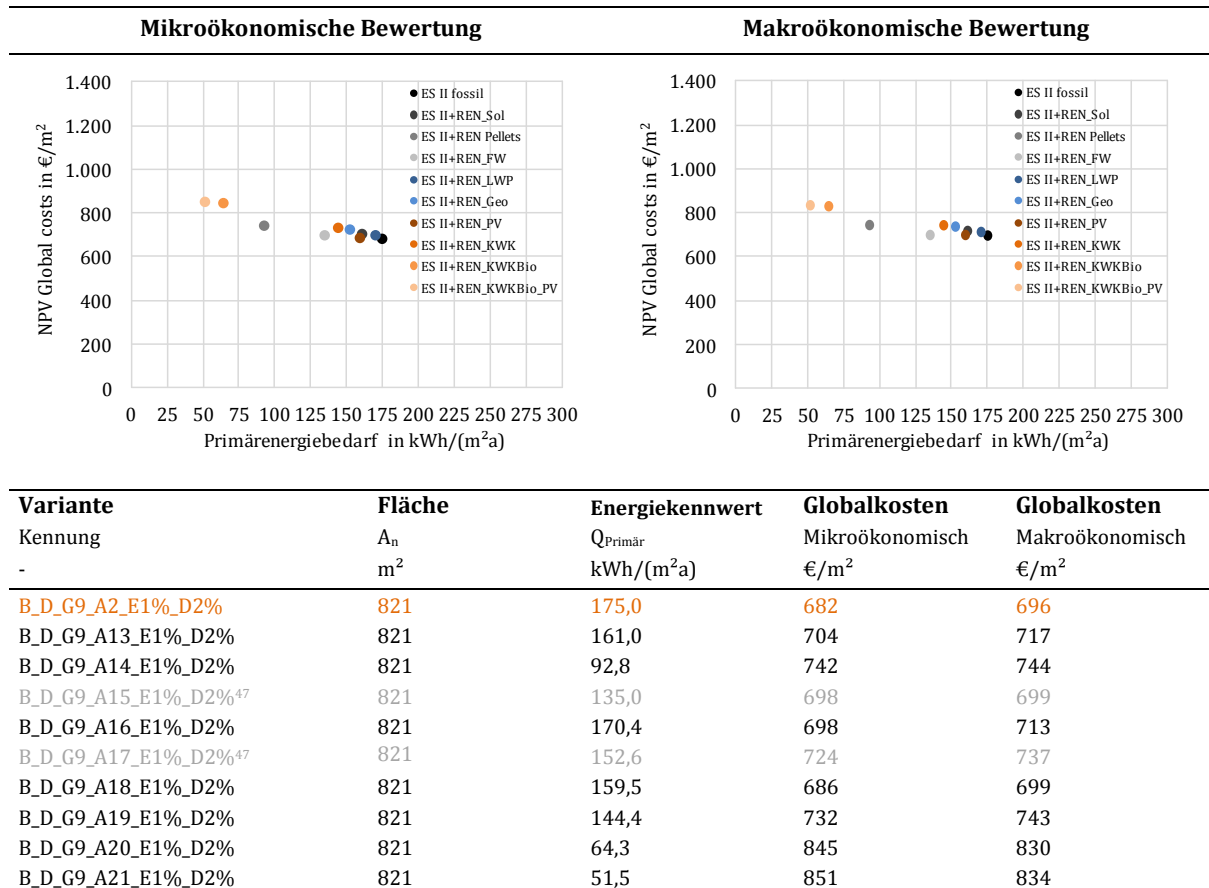 Mikroökonomische Bewertung
Makroökonomische Bewertung
NPV Global costs in €/m²
1.400
1.200
1.000
800
600
400
200
0
0 25 50 75 100 125 150 175 200 225 250 275 300
Primärenergiebedarf in kWh/(m²a)
ES II fossil
ES II+REN_Sol
ES II+REN Pellets
ES II+REN_FW
ES II+REN_LWP
ES II+REN_Geo
ES II+REN_PV
ES II+REN_KWK
ES II+REN_KWKBio
ES II+REN_KWKBio_PV
NPV Global costs in €/m²
1.400
1.200
1.000
800
600
400
200
0
0 25 50 75 100 125 150 175 200 225 250 275 300
Primärenergiebedarf in kWh/(m²a)
ES II fossil
ES II+REN_Sol
ES II+REN Pellets
ES II+REN_FW
ES II+REN_LWP
ES II+REN_Geo
ES II+REN_PV
ES II+REN_KWK
ES II+REN_KWKBio
ES II+REN_KWKBio_PV
Variante Fläche Energiekennwert Globalkosten Globalkosten
Kennung Aₙ Q_Primär Mikroökonomisch Makroökonomisch
- m² kWh/(m²a) €/m² €/m²
B_D_G9_A2_E1%_D2% 821 175,0 682 696
B_D_G9_A13_E1%_D2% 821 161,0 704 717
B_D_G9_A14_E1%_D2% 821 92,8 742 744
B_D_G9_A15_E1%_D2%⁴⁷ 821 135,0 698 699
B_D_G9_A16_E1%_D2% 821 170,4 698 713
B_D_G9_A17_E1%_D2%⁴⁷ 821 152,6 724 737
B_D_G9_A18_E1%_D2% 821 159,5 686 699
B_D_G9_A19_E1%_D2% 821 144,4 732 743
B_D_G9_A20_E1%_D2% 821 64,3 845 830
B_D_G9_A21_E1%_D2% 821 51,5 851 834